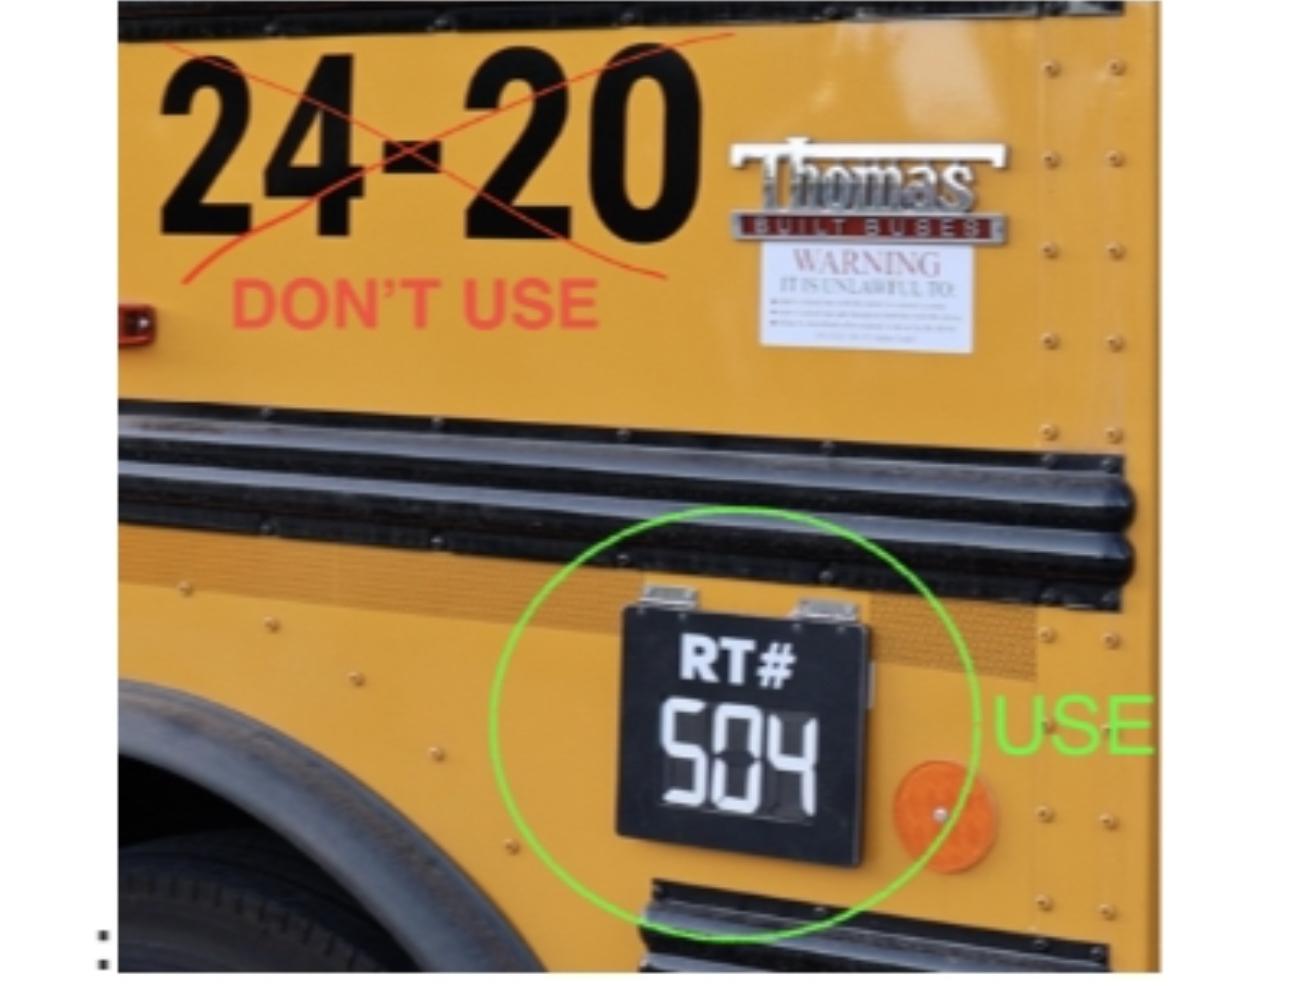 24-20
DON'T USE
Thomas
BUILT BUSES
WARNING
IT IS UNLAWFUL TO:
RT#
504
USE
: